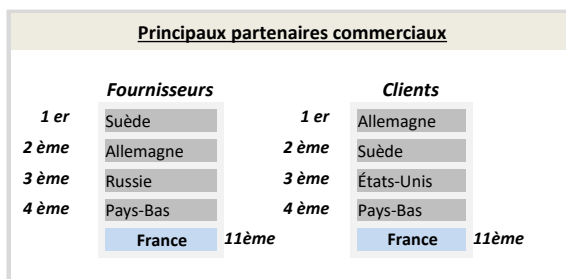 Principaux partenaires commerciaux
Fournisseurs Clients
1 er Suède 1 er Allemagne
2 ème Allemagne 2 ème Suède
3 ème Russie 3 ème États-Unis
4 ème Pays-Bas 4 ème Pays-Bas
France 11ème France 11ème